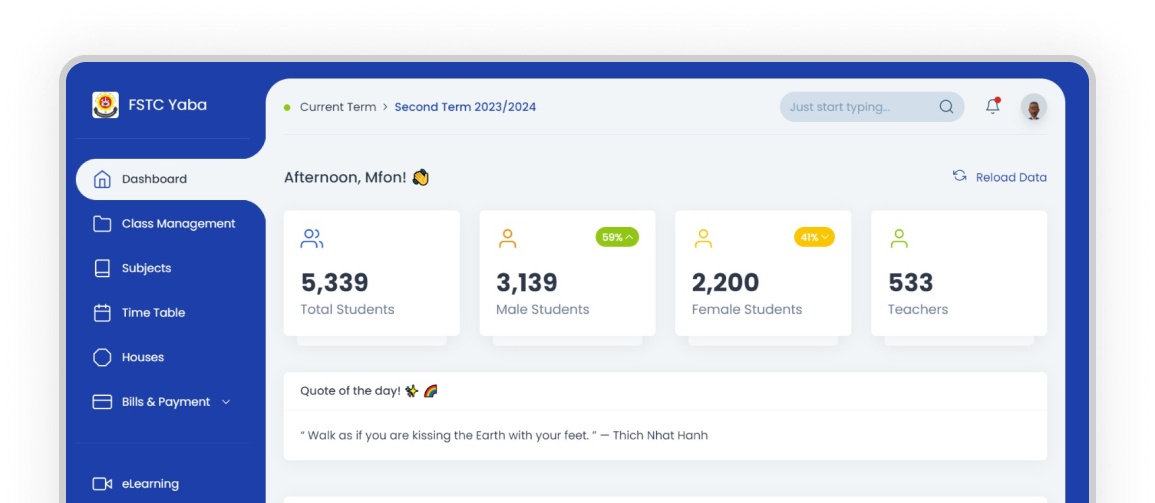 FSTC Yaba
Current Term > Second Term 2023/2024
Just start typing...
Dashboard
Class Management
Subjects
Time Table
Houses
Bills & Payment
eLearning
Afternoon, Mfon! 👏
Reload Data
5,339
Total Students
59%
3,139
Male Students
41%
2,200
Female Students
533
Teachers
Quote of the day! ✨ 🌈
“ Walk as if you are kissing the Earth with your feet. ” — Thich Nhat Hanh